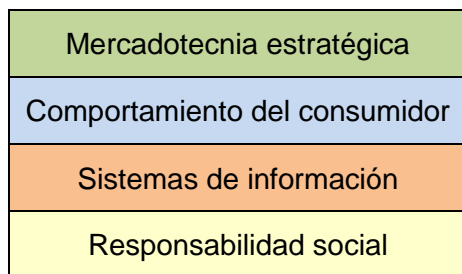 Mercadotecnia estratégica
Comportamiento del consumidor
Sistemas de información
Responsabilidad social